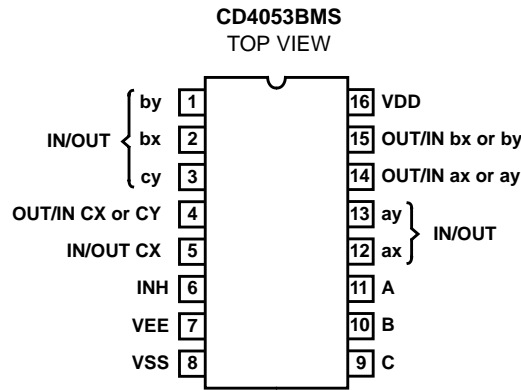 CD4053BMS
TOP VIEW
by 1
bx 2
cy 3
IN/OUT
OUT/IN CX or CY 4
IN/OUT CX 5
INH 6
VEE 7
VSS 8
16 VDD
15 OUT/IN bx or by
14 OUT/IN ax or ay
13 ay
12 ax
IN/OUT
11 A
10 B
9 C